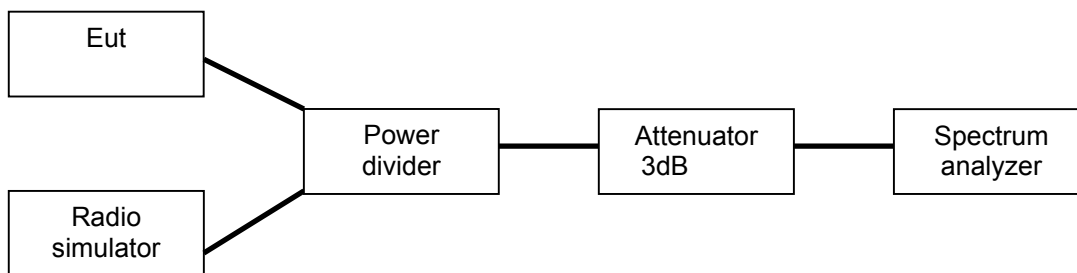 Eut
Power
divider
Attenuator
3dB
Spectrum
analyzer
Radio
simulator